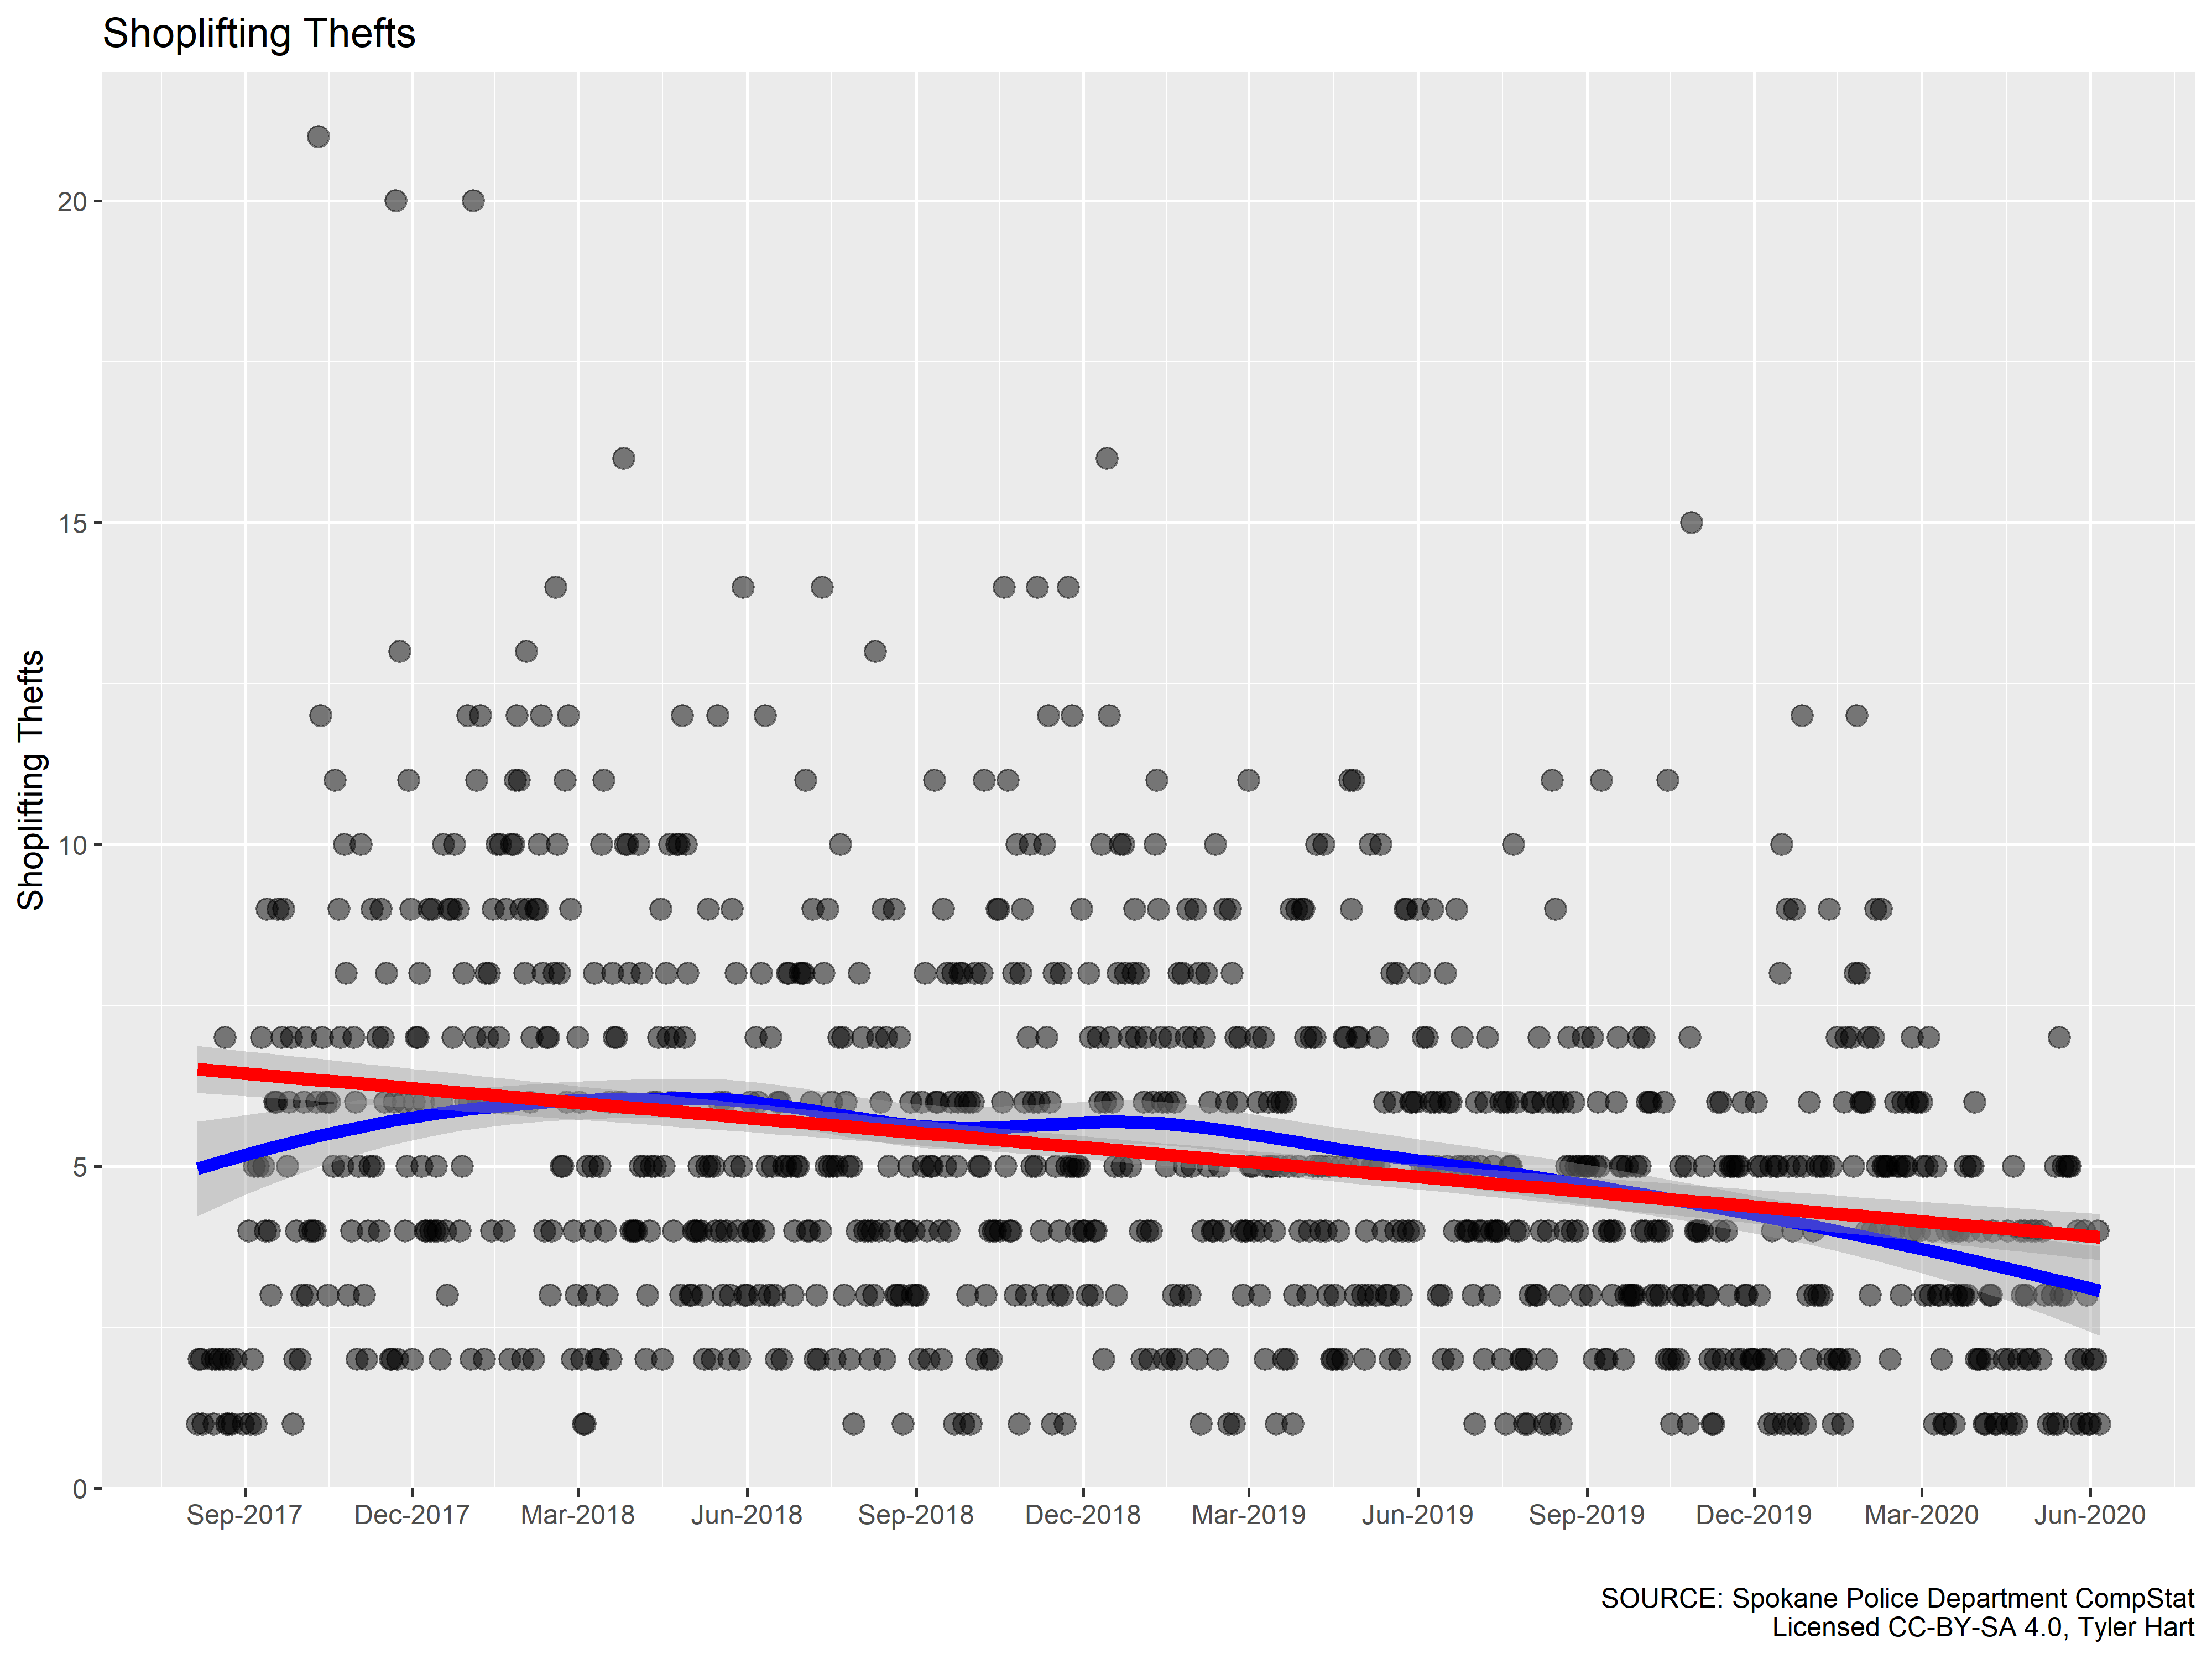 Shoplifting Thefts
Shoplifting Thefts
20
15
10
5
0
Sep-2017 Dec-2017 Mar-2018 Jun-2018 Sep-2018 Dec-2018 Mar-2019 Jun-2019 Sep-2019 Dec-2019 Mar-2020 Jun-2020
SOURCE: Spokane Police Department CompStat
Licensed CC-BY-SA 4.0, Tyler Hart